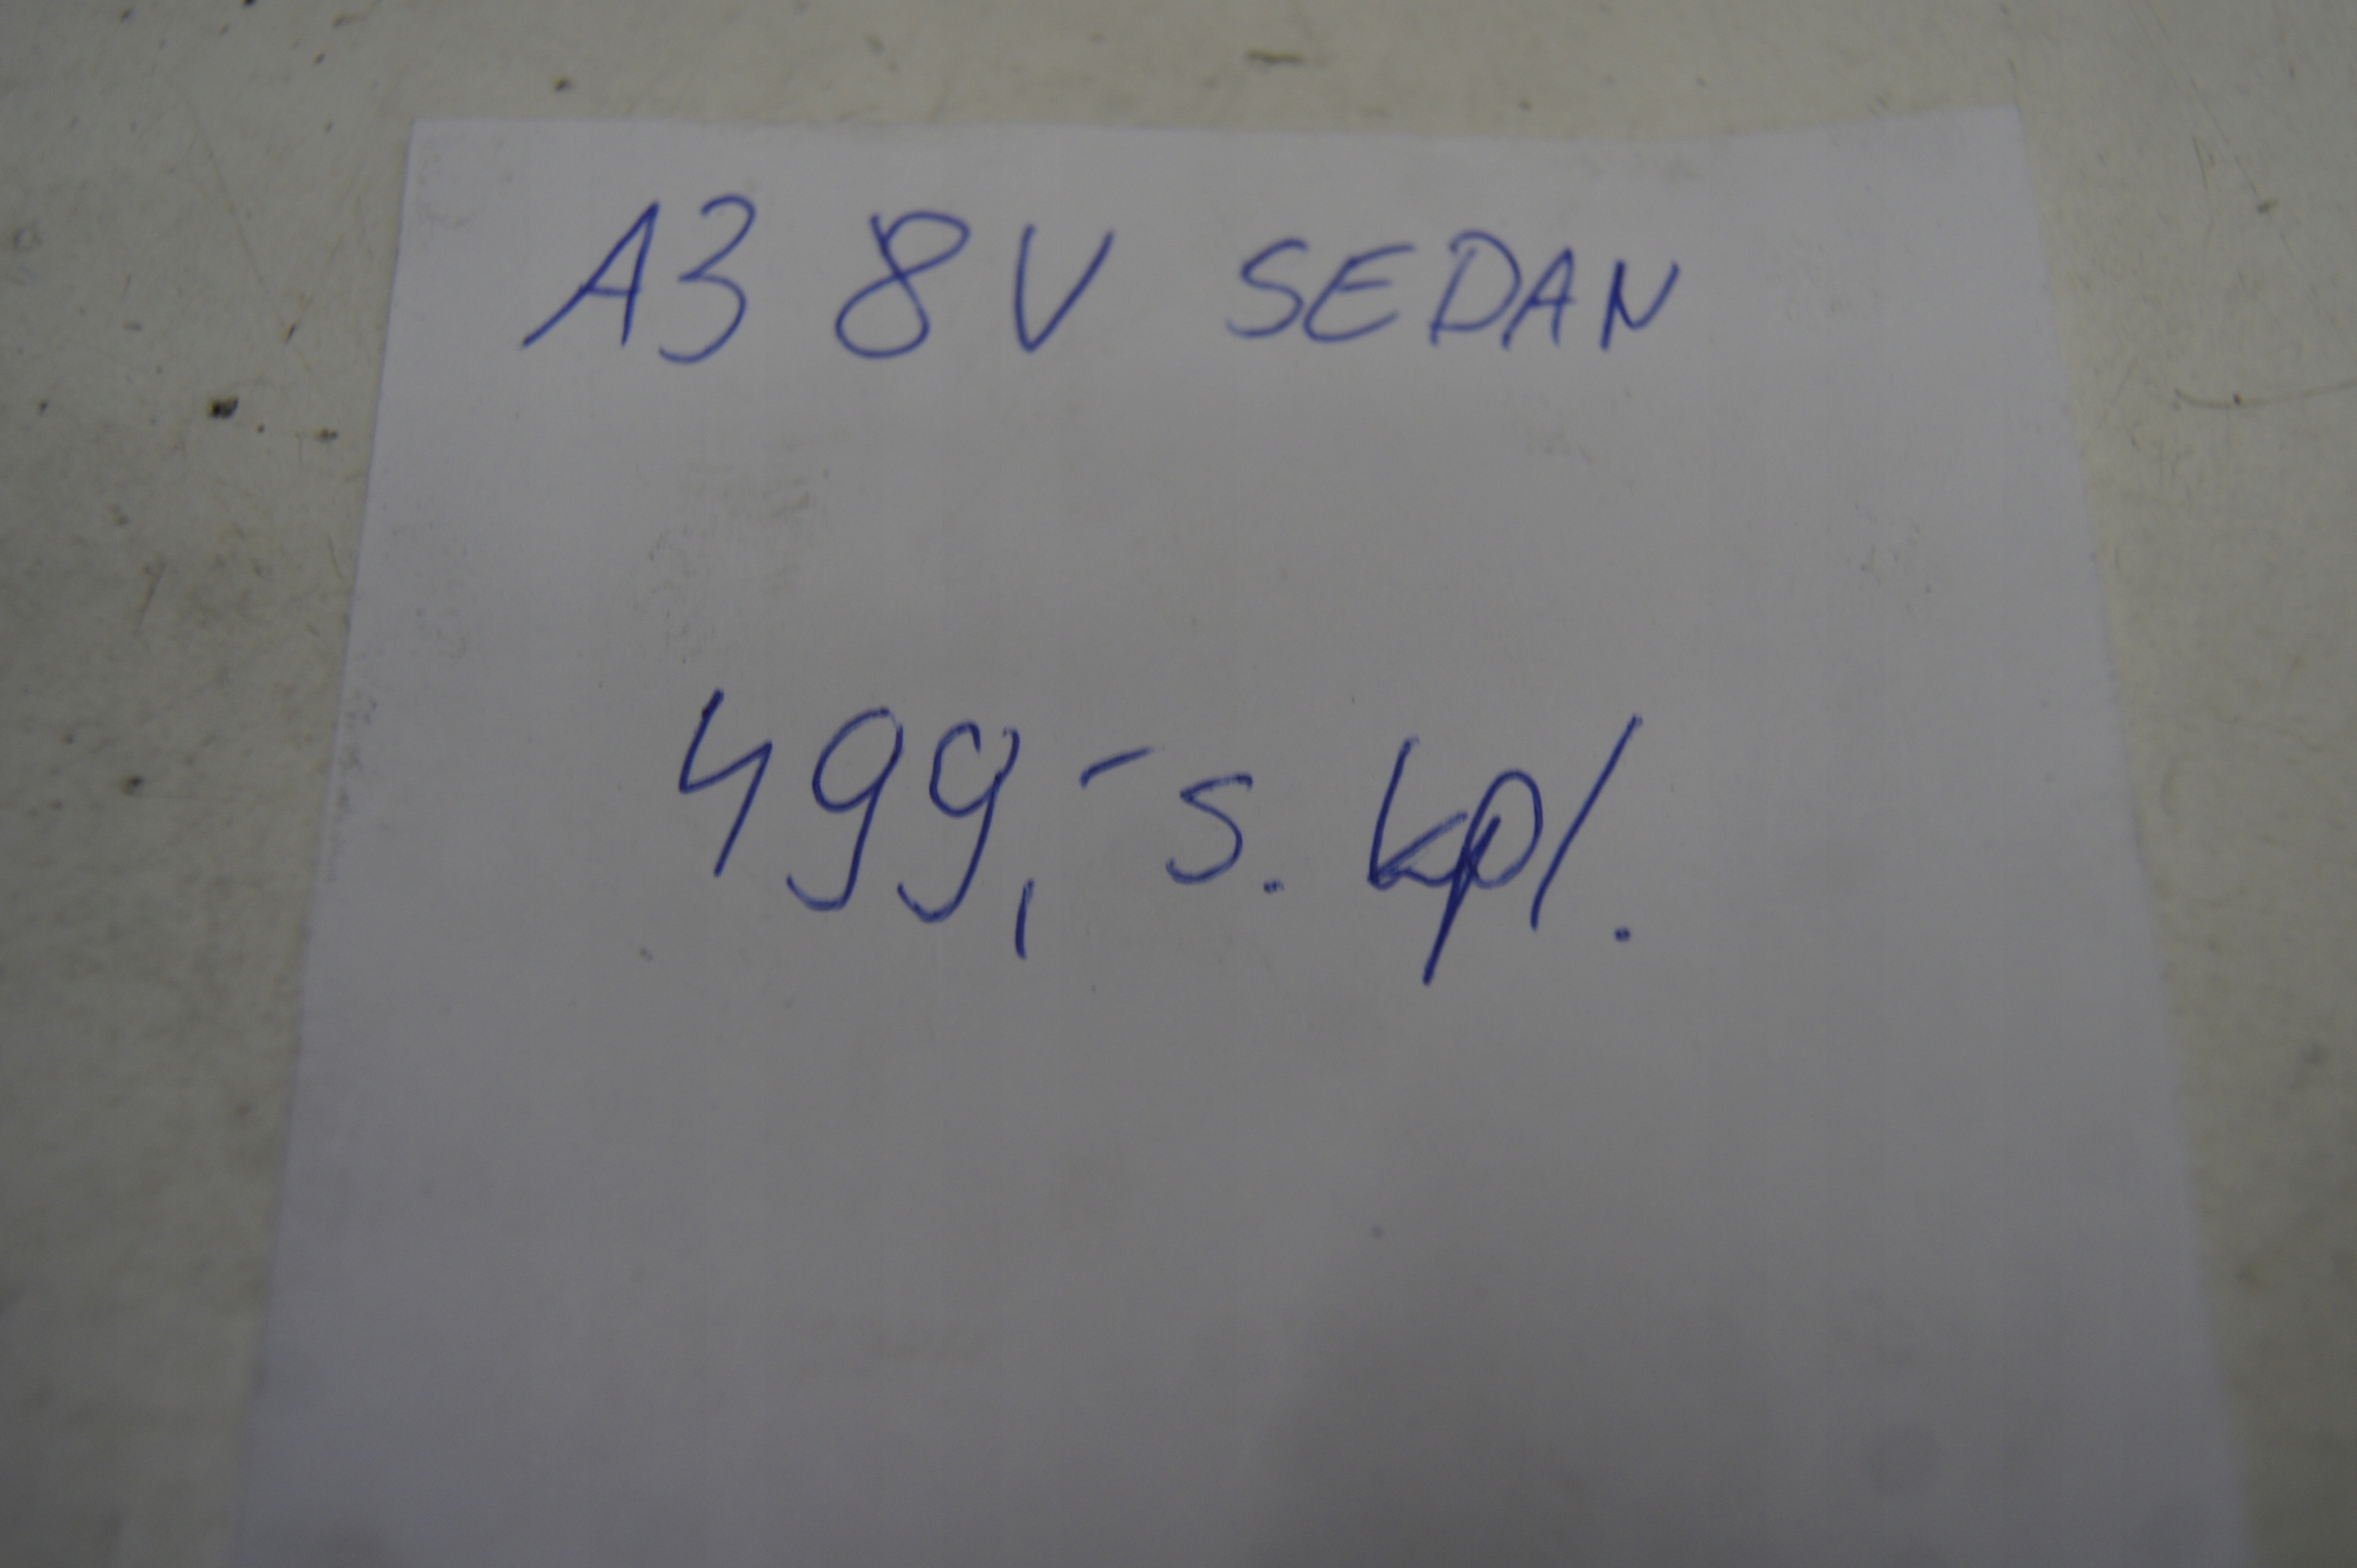 A3 8V SEDAN
499,- s. kpl.